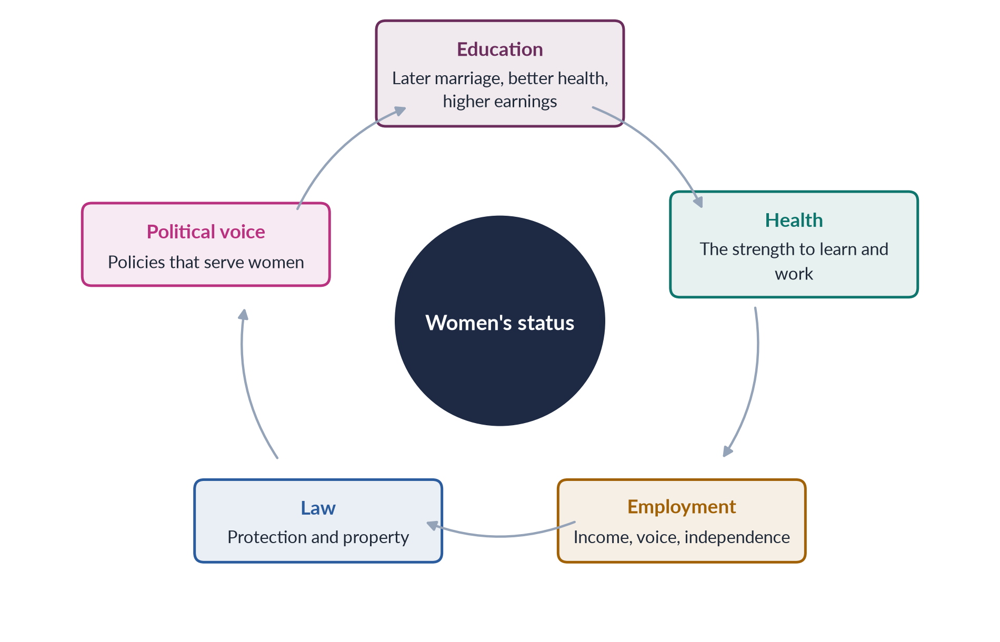 Education
Later marriage, better health,
higher earnings
Health
The strength to learn and
work
Employment
Income, voice, independence
Law
Protection and property
Political voice
Policies that serve women
Women's status